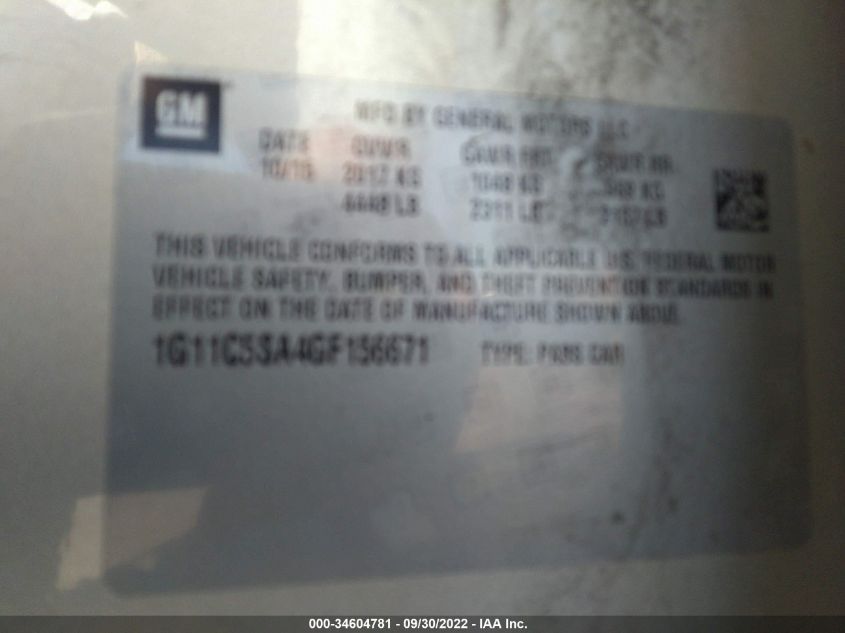 GM
MFD BY GENERAL MOTORS LLC
DATE GVWR GAWR FRT GAWR RR
10/15 2017 KG 1048 KG 969 KG
4448 LB 2311 LB 2137 LB
THIS VEHICLE CONFORMS TO ALL APPLICABLE U.S. FEDERAL MOTOR
VEHICLE SAFETY, BUMPER, AND THEFT PREVENTION STANDARDS IN
EFFECT ON THE DATE OF MANUFACTURE SHOWN ABOVE.
1G11C5SA4GF156671 TYPE: PASS CAR
000-34604781 - 09/30/2022 - IAA Inc.